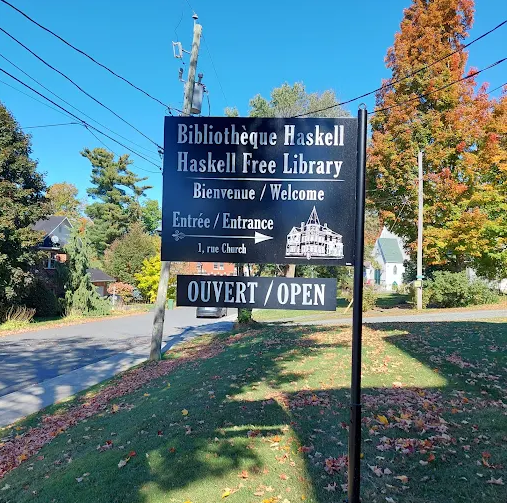 Bibliothèque Haskell
Haskell Free Library
Bienvenue / Welcome
Entrée / Entrance
1, rue Church
OUVERT / OPEN